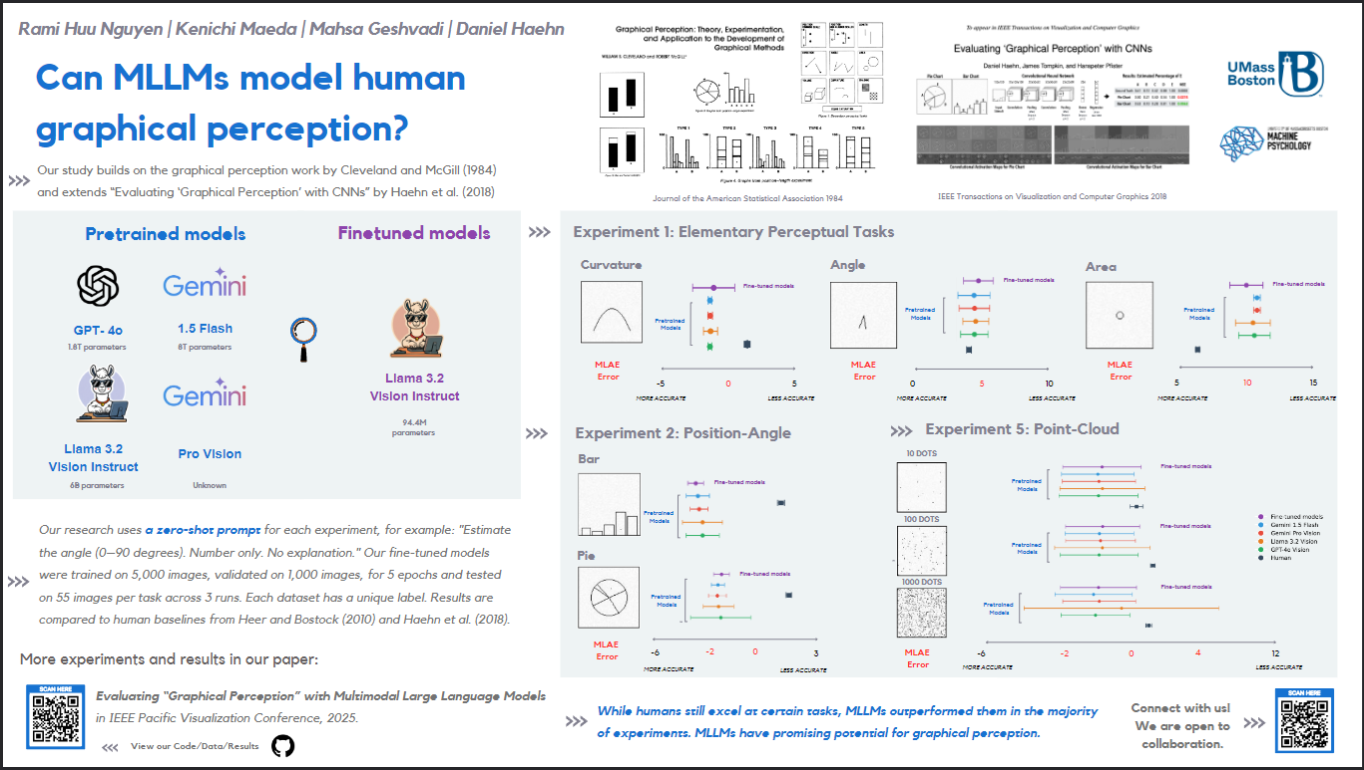 Rami Huu Nguyen | Kenichi Maeda | Mahsa Geshvadi | Daniel Haehn
Can MLLMs model human
graphical perception?
Our study builds on the graphical perception work by Cleveland and McGill (1984)
and extends “Evaluating ‘Graphical Perception’ with CNNs” by Haehn et al. (2018)
Graphical Perception: Theory, Experimentation,
and Application to the Development of
Graphical Methods
TYPE 1
TYPE 2
TYPE 3
TYPE 4
TYPE 5
Journal of the American Statistical Association 1984
To appear in IEEE Transactions on Visualization and Computer Graphics
Evaluating ‘Graphical Perception’ with CNNs
Daniel Haehn, James Tompkin, and Hanspeter Pfister
Pie Chart
Bar Chart
Convolutional Neural Network
IEEE Transactions on Visualization and Computer Graphics 2018
UMass
Boston
MACHINE
PSYCHOLOGY
Pretrained models
Finetuned models
GPT- 4o
1.8T parameters
Gemini
1.5 Flash
8T parameters
Llama 3.2
Vision Instruct
6B parameters
Gemini
Pro Vision
Unknown
Llama 3.2
Vision Instruct
94.4M
parameters
Our research uses a zero-shot prompt for each experiment, for example: "Estimate
the angle (0–90 degrees). Number only. No explanation." Our fine-tuned models
were trained on 5,000 images, validated on 1,000 images, for 5 epochs and tested
on 55 images per task across 3 runs. Each dataset has a unique label. Results are
compared to human baselines from Heer and Bostock (2010) and Haehn et al. (2018).
More experiments and results in our paper:
SCAN HERE
Evaluating “Graphical Perception” with Multimodal Large Language Models
in IEEE Pacific Visualization Conference, 2025.
View our Code/Data/Results
Experiment 1: Elementary Perceptual Tasks
Curvature
Fine-tuned models
Pretrained
Models
MLAE
Error
-5 0 5
MORE ACCURATE LESS ACCURATE
Angle
Fine-tuned models
Pretrained
Models
MLAE
Error
0 5 10
MORE ACCURATE LESS ACCURATE
Area
Fine-tuned models
Pretrained
Models
MLAE
Error
5 10 15
MORE ACCURATE LESS ACCURATE
Experiment 2: Position-Angle
Bar
Fine-tuned models
Pretrained
Models
Pie
Fine-tuned models
Pretrained
Models
MLAE
Error
-6 -2 0 3
MORE ACCURATE LESS ACCURATE
Experiment 5: Point-Cloud
10 DOTS
Fine-tuned models
Pretrained
Models
100 DOTS
Fine-tuned models
Pretrained
Models
1000 DOTS
Fine-tuned models
Pretrained
Models
MLAE
Error
-6 -2 0 4 12
MORE ACCURATE LESS ACCURATE
Fine-tuned models
Gemini 1.5 Flash
Gemini Pro Vision
Llama 3.2 Vision
GPT-4o Vision
Human
While humans still excel at certain tasks, MLLMs outperformed them in the majority
of experiments. MLLMs have promising potential for graphical perception.
Connect with us!
We are open to
collaboration.
SCAN HERE